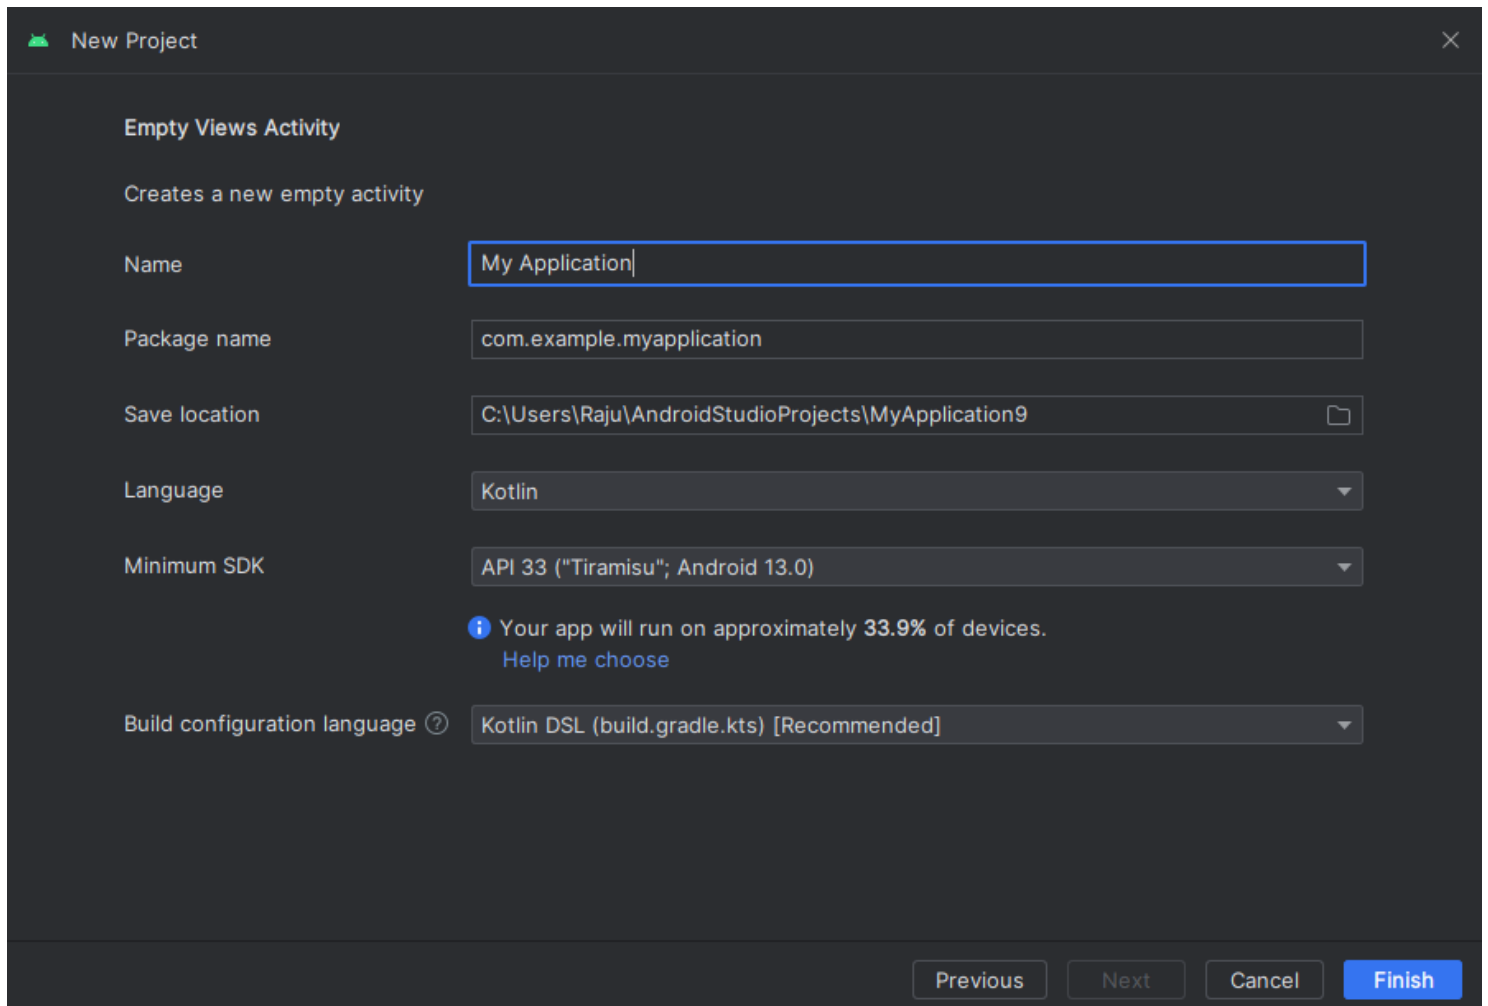 New Project
Empty Views Activity
Creates a new empty activity
Name
My Application
Package name
com.example.myapplication
Save location
C:\Users\Raju\AndroidStudioProjects\MyApplication9
Language
Kotlin
Minimum SDK
API 33 ("Tiramisu"; Android 13.0)
Your app will run on approximately 33.9% of devices.
Help me choose
Build configuration language
Kotlin DSL (build.gradle.kts) [Recommended]
Previous
Next
Cancel
Finish